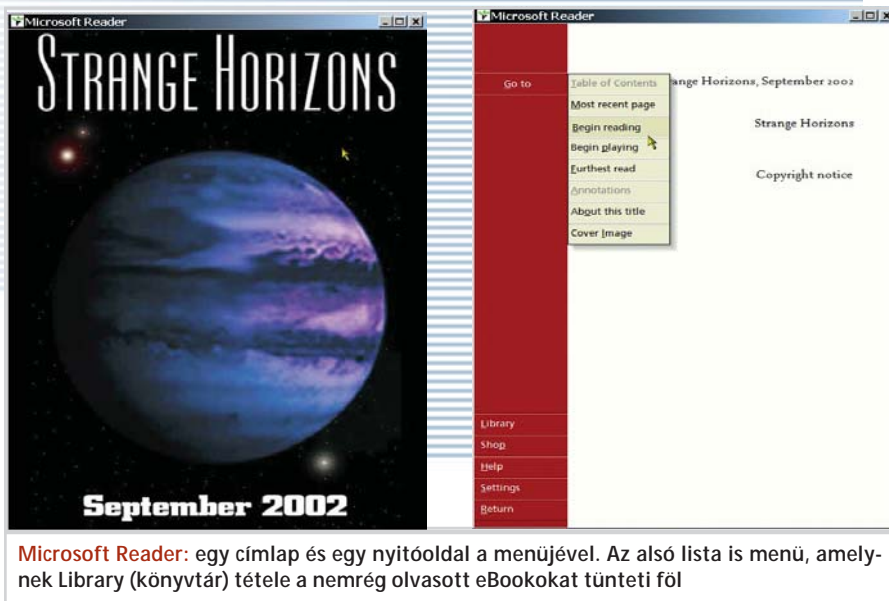 Microsoft Reader
STRANGE HORIZONS
September 2002
Microsoft Reader
Go to
Table of Contents
Most recent page
Begin reading
Begin playing
Furthest read
Annotations
About this title
Cover Image
ange Horizons, September 2002
Strange Horizons
Copyright notice
Library
Shop
Help
Settings
Return
Microsoft Reader: egy címlap és egy nyitóoldal a menüjével. Az alsó lista is menü, amely-
nek Library (könyvtár) tétele a nemrég olvasott eBookokat tünteti föl